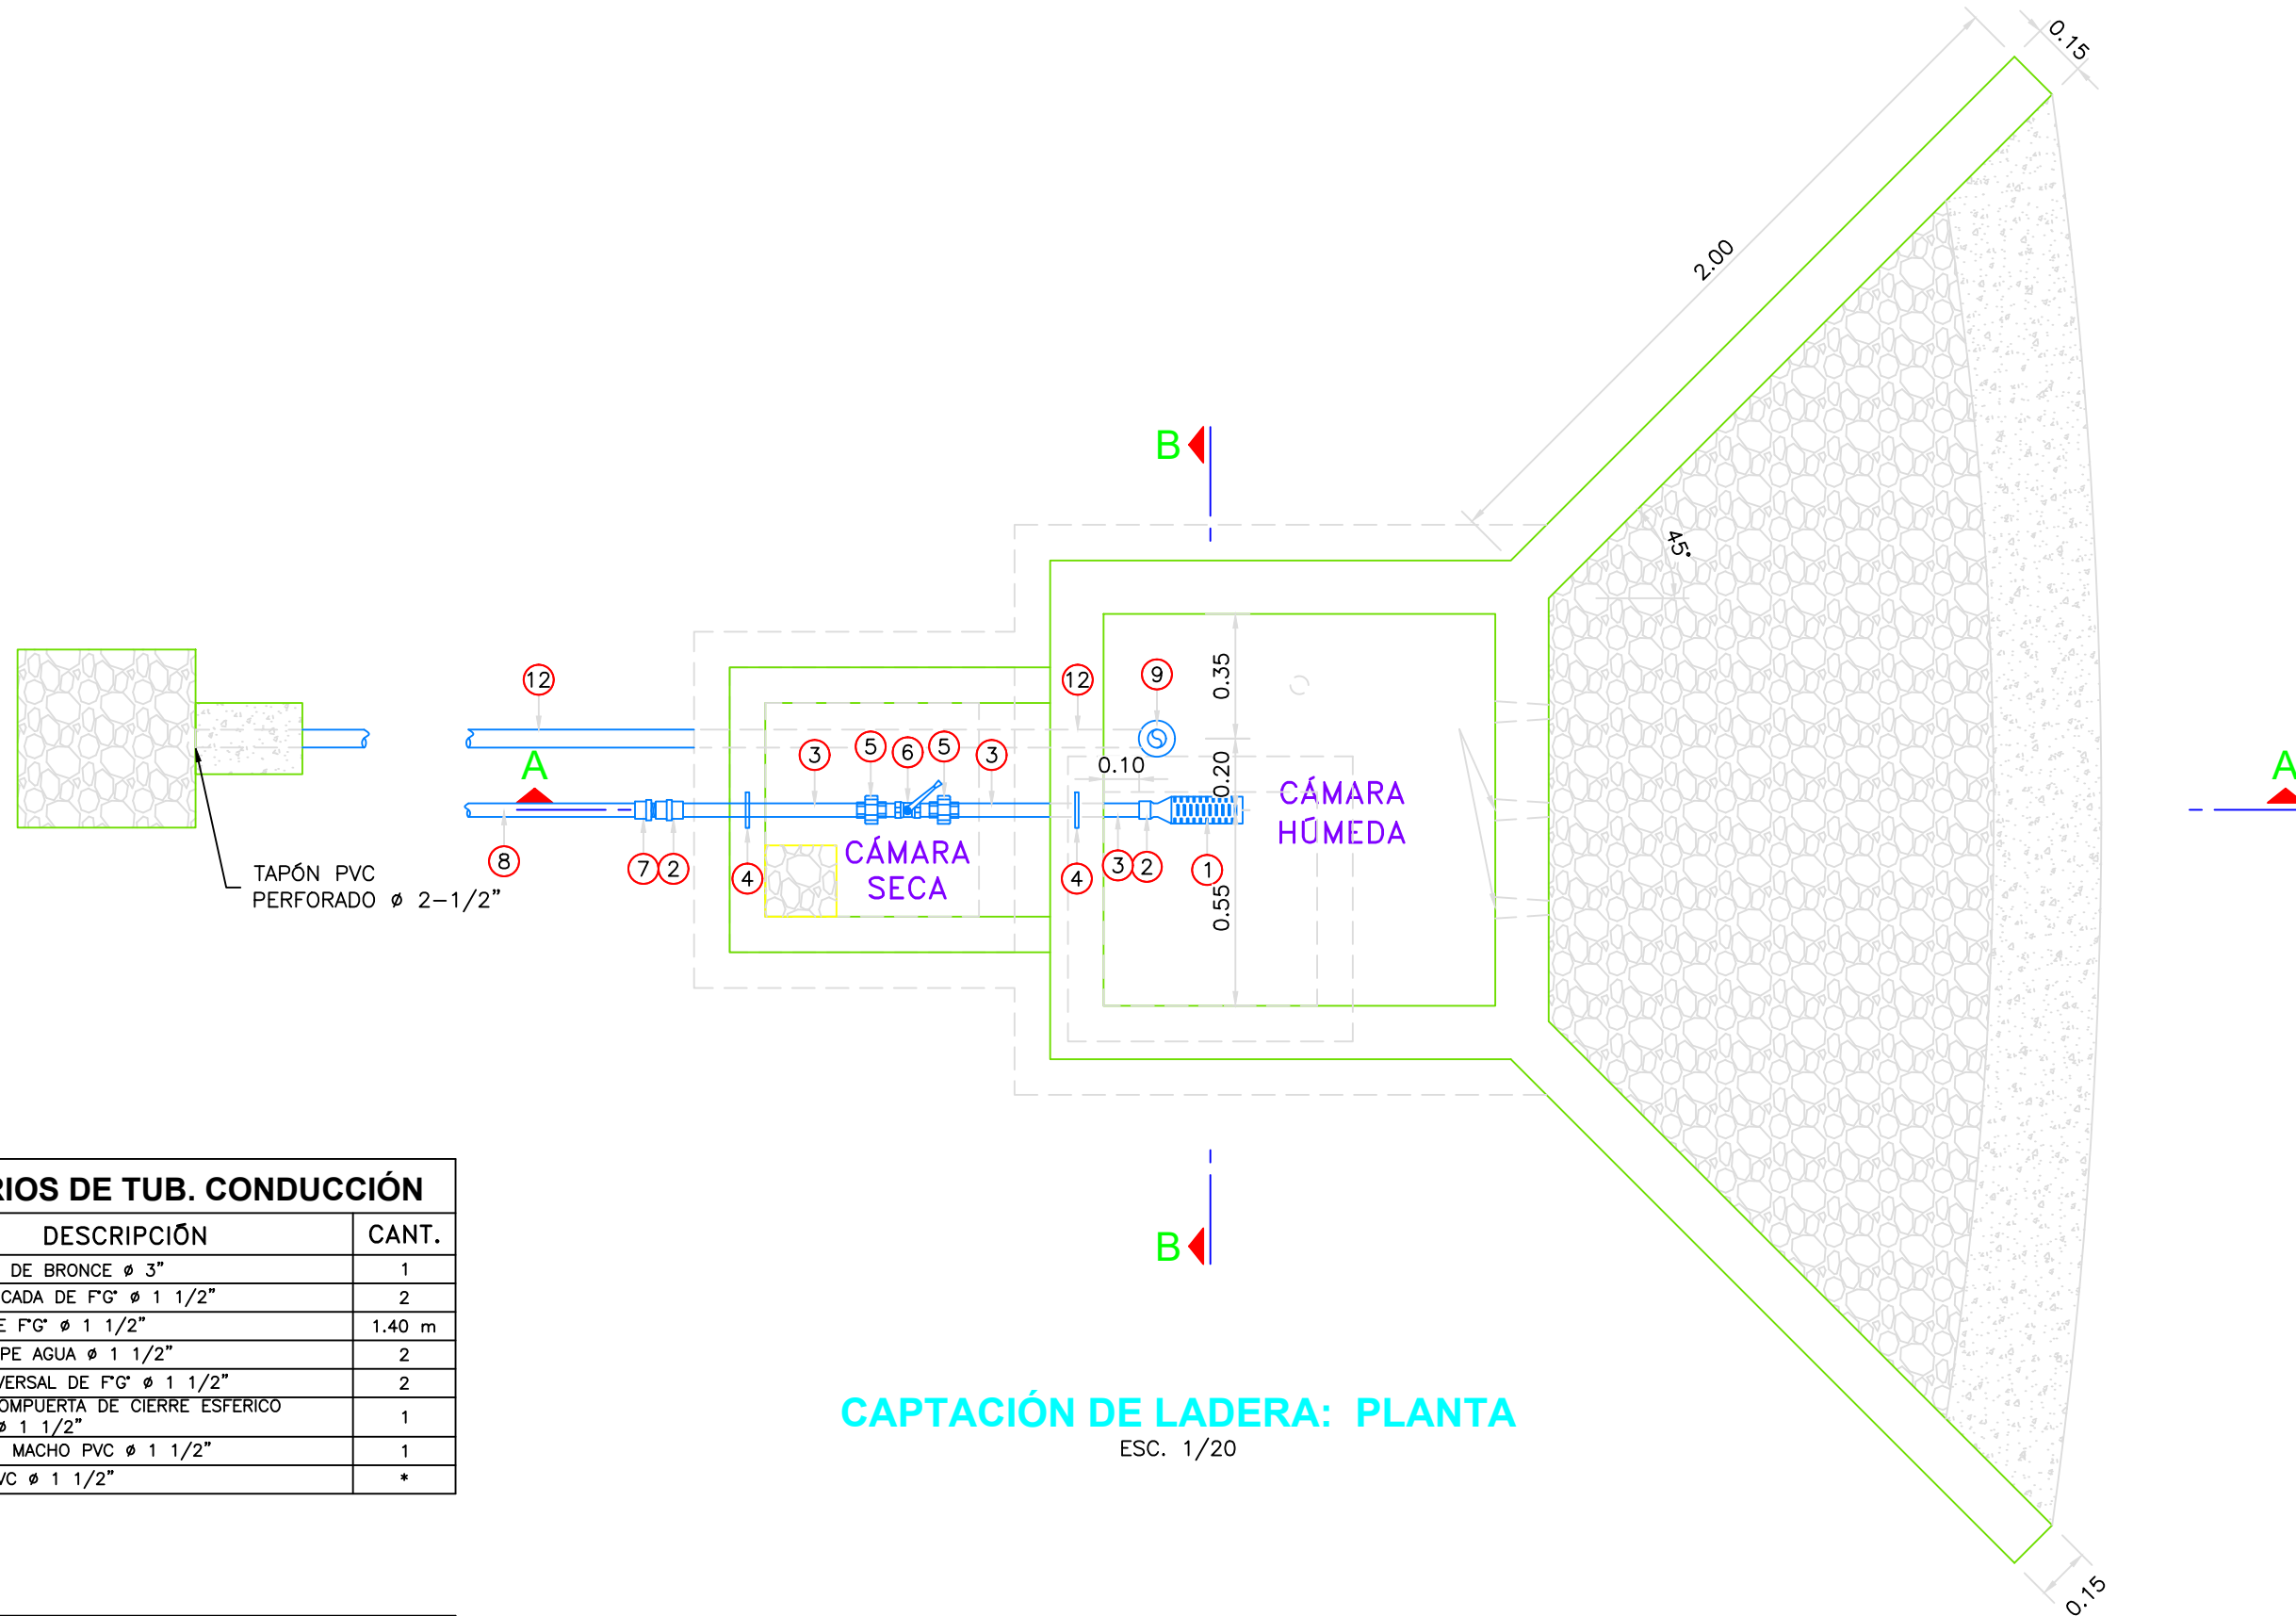 0.15
2.00
45°
B
12
12
9
0.35
3
5
6
5
3
0.10
0.20
A
A
CÁMARA
HÚMEDA
CÁMARA
SECA
8
7
2
4
4
3
2
1
0.55
TAPÓN PVC
PERFORADO ø 2-1/2"
B
RIOS DE TUB. CONDUCCIÓN
DESCRIPCIÓN CANT.
DE BRONCE ø 3" 1
CADA DE F°G° ø 1 1/2" 2
E F°G° ø 1 1/2" 1.40 m
PE AGUA ø 1 1/2" 2
VERSAL DE F°G° ø 1 1/2" 2
OMPUERTA DE CIERRE ESFERICO
ø 1 1/2" 1
MACHO PVC ø 1 1/2" 1
VC ø 1 1/2" *
CAPTACIÓN DE LADERA: PLANTA
ESC. 1/20
0.15